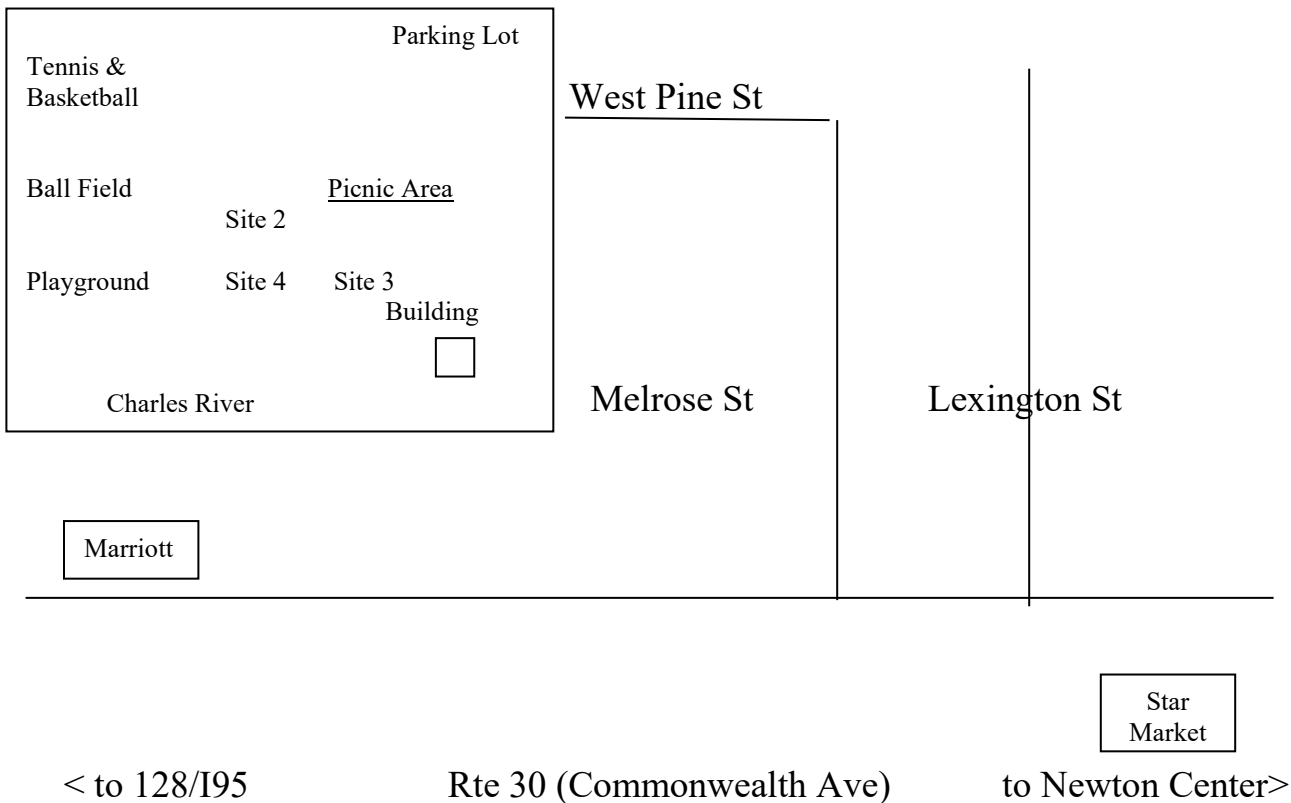 Parking Lot
Tennis &
Basketball
West Pine St
Ball Field
Picnic Area
Site 2
Playground
Site 4
Site 3
Building
Charles River
Melrose St
Lexington St
Marriott
Star
Market
< to 128/I95
Rte 30 (Commonwealth Ave)
to Newton Center>